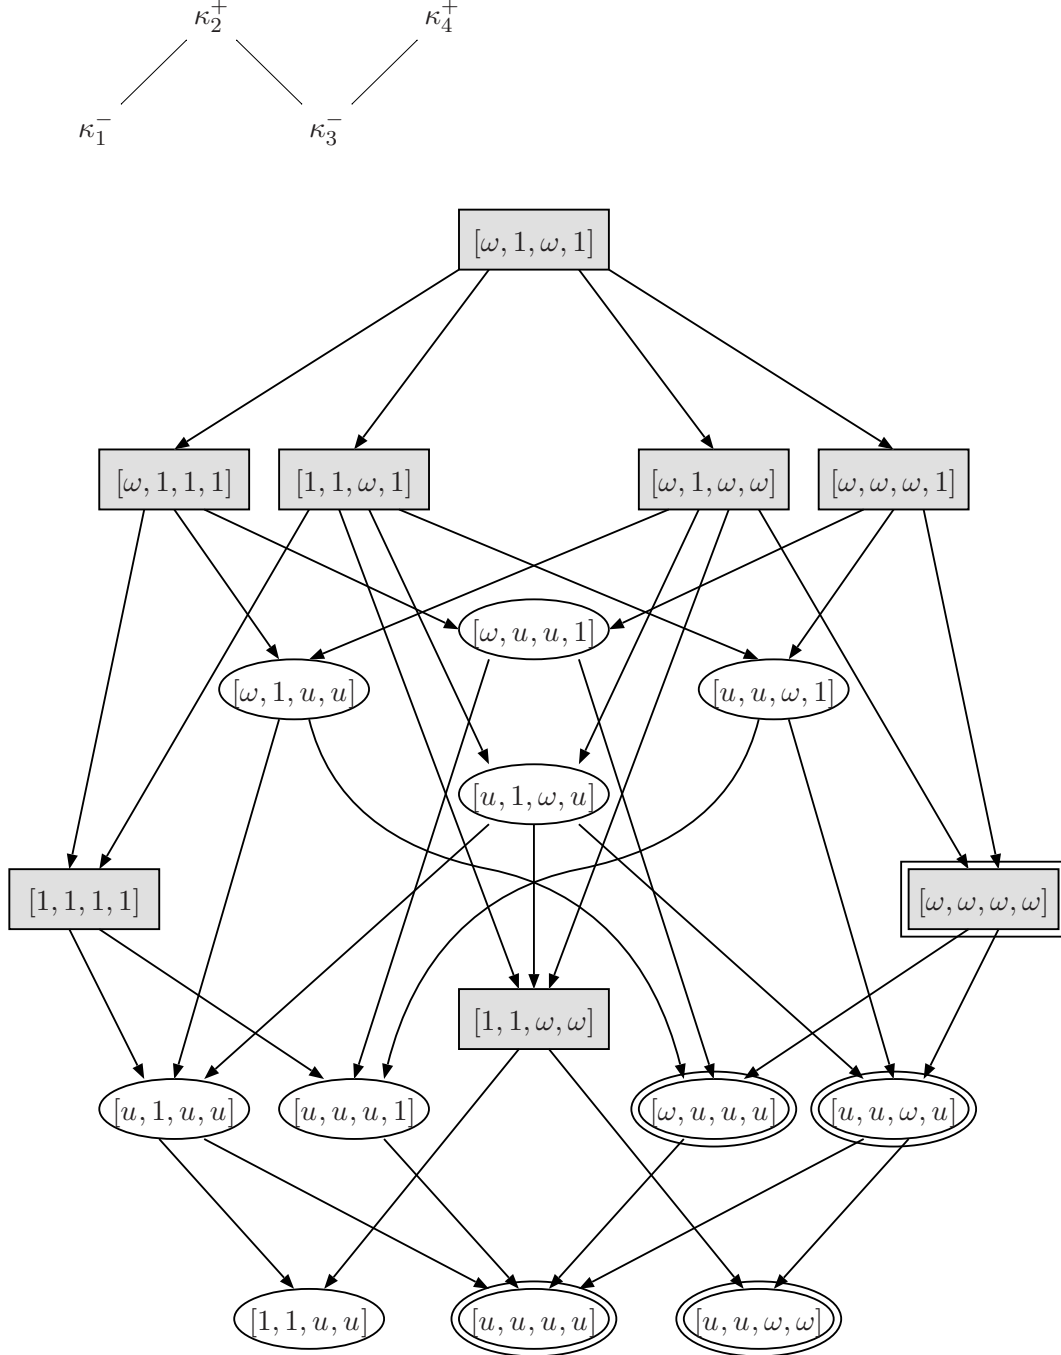 κ₂⁺ κ₄⁺
κ₁⁻ κ₃⁻
[ω, 1, ω, 1]
[ω, 1, 1, 1] [1, 1, ω, 1] [ω, 1, ω, ω] [ω, ω, ω, 1]
[ω, u, u, 1]
[ω, 1, u, u] [u, u, ω, 1]
[u, 1, ω, u]
[1, 1, 1, 1] [ω, ω, ω, ω]
[1, 1, ω, ω]
[u, 1, u, u] [u, u, u, 1] [ω, u, u, u] [u, u, ω, u]
[1, 1, u, u] [u, u, u, u] [u, u, ω, ω]